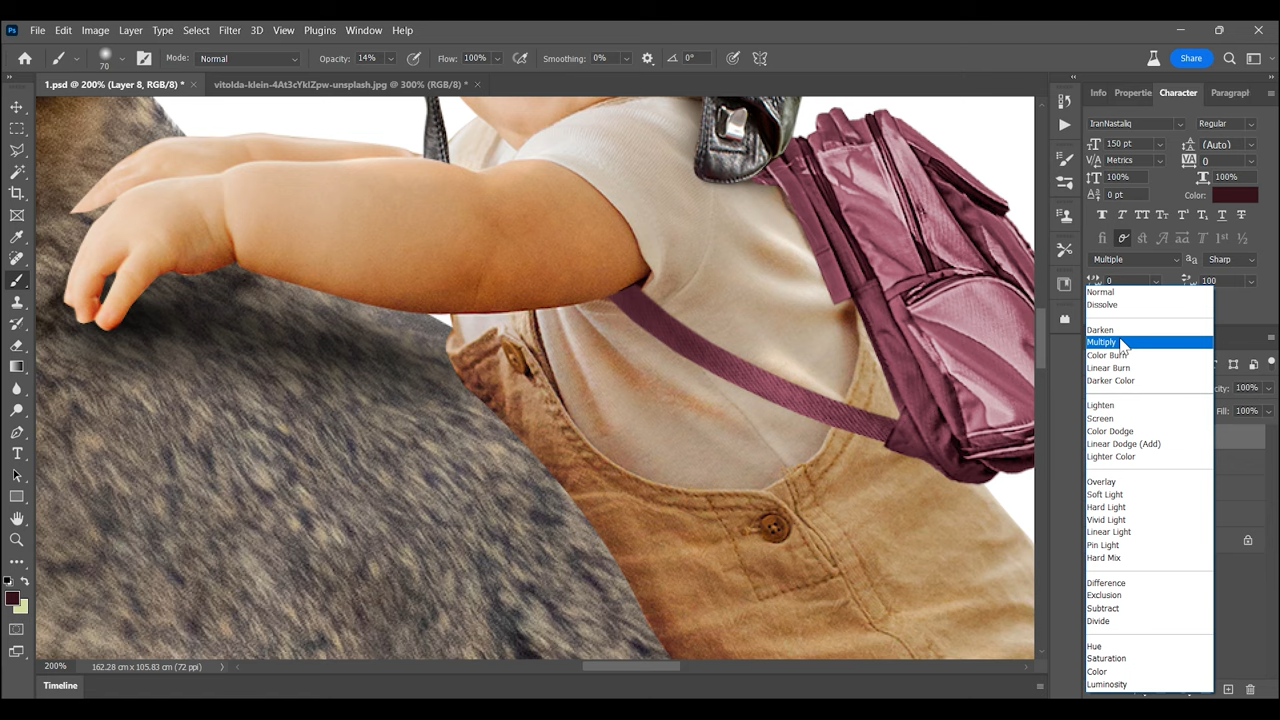 Ps File Edit Image Layer Type Select Filter 3D View Plugins Window Help
70 Mode: Normal Opacity: 14% Flow: 100% Smoothing: 0% 0° Share
1.psd @ 200% (Layer 8, RGB/8) * vitolda-klein-4At3cYklZpw-unsplash.jpg @ 300% (RGB/8) *
Info Propertie Character Paragraph
IranNastaliq Regular
150 pt (Auto)
Metrics 0
100% 100%
0 pt Color:
Multiple Sharp
0 100
Normal
Dissolve
Darken
Multiply
Color Burn
Linear Burn
Darker Color
Lighten
Screen
Color Dodge
Linear Dodge (Add)
Lighter Color
Overlay
Soft Light
Hard Light
Vivid Light
Linear Light
Pin Light
Hard Mix
Difference
Exclusion
Subtract
Divide
Hue
Saturation
Color
Luminosity
100%
Fill: 100%
200% 162.28 cm x 105.83 cm (72 ppi)
Timeline